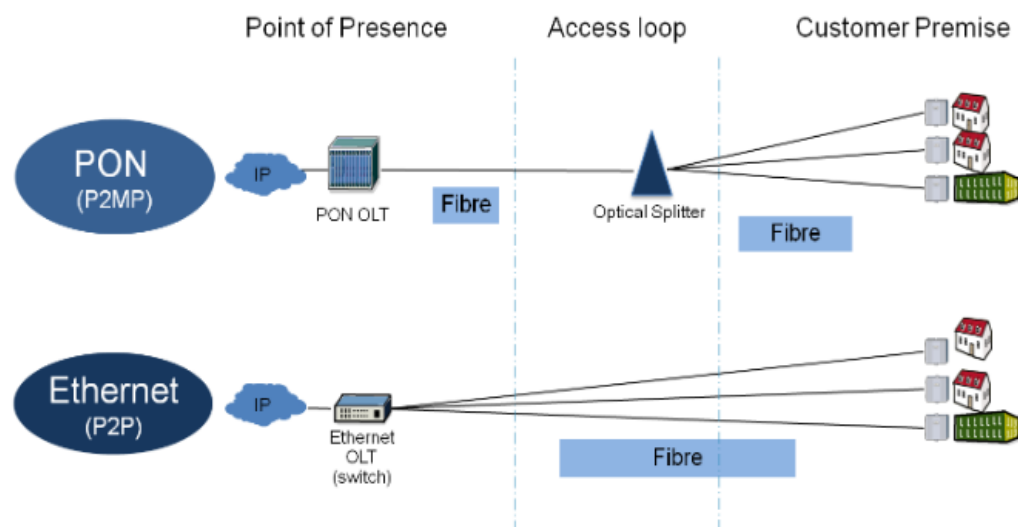 Point of Presence
Access loop
Customer Premise
PON
(P2MP)
IP
PON OLT
Fibre
Optical Splitter
Fibre
Ethernet
(P2P)
IP
Ethernet
OLT
(switch)
Fibre